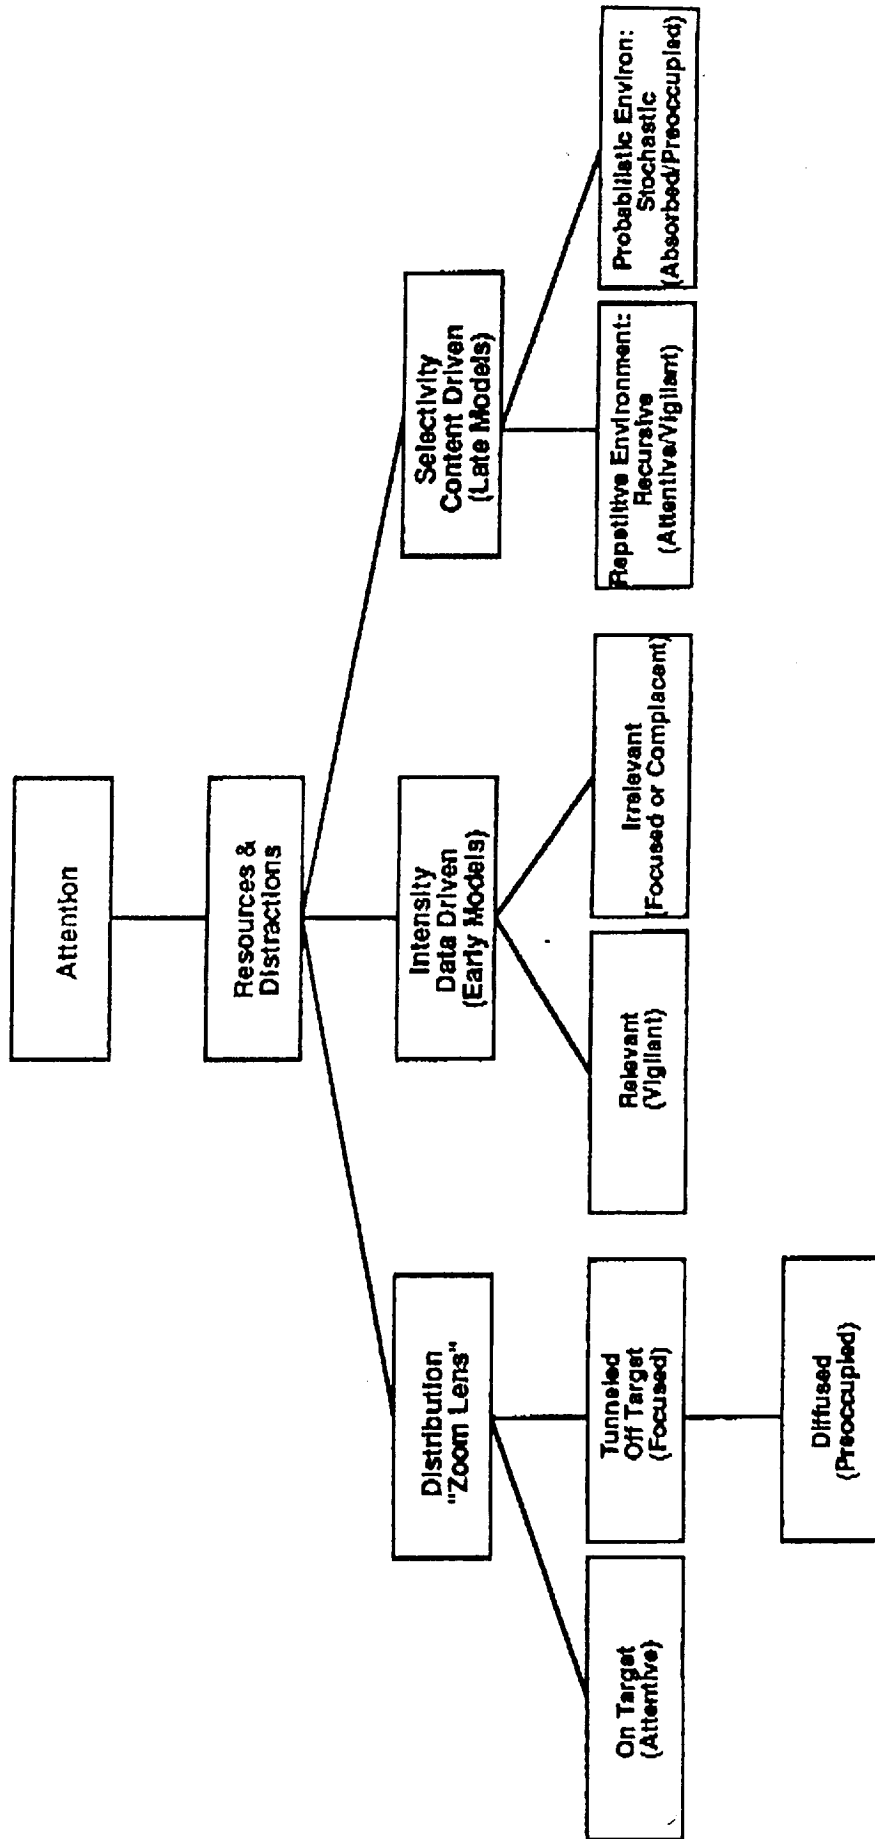 Attention
Resources &
Distractions
Distribution
"Zoom Lens"
Intensity
Data Driven
(Early Models)
Selectivity
Content Driven
(Late Models)
On Target
(Attentive)
Tunneled
Off Target
(Focused)
Relevant
(Vigilant)
Irrelevant
(Focused or Complacent)
Repetitive Environment:
Recursive
(Attentive/Vigilant)
Probabilistic Environ:
Stochastic
(Absorbed/Preoccupied)
Diffused
(Preoccupied)